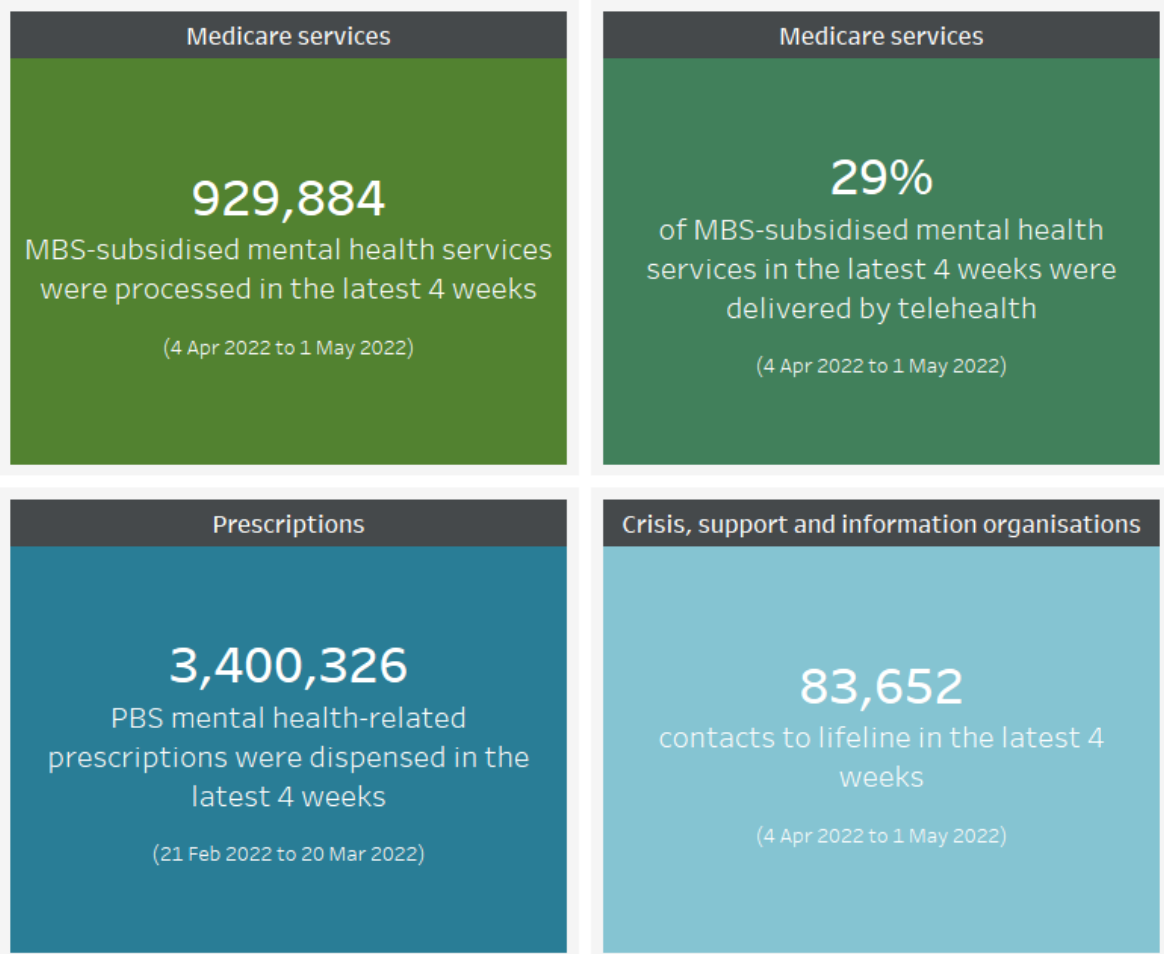 Medicare services
929,884
MBS-subsidised mental health services
were processed in the latest 4 weeks
(4 Apr 2022 to 1 May 2022)
Medicare services
29%
of MBS-subsidised mental health
services in the latest 4 weeks were
delivered by telehealth
(4 Apr 2022 to 1 May 2022)
Prescriptions
3,400,326
PBS mental health-related
prescriptions were dispensed in the
latest 4 weeks
(21 Feb 2022 to 20 Mar 2022)
Crisis, support and information organisations
83,652
contacts to lifeline in the latest 4
weeks
(4 Apr 2022 to 1 May 2022)